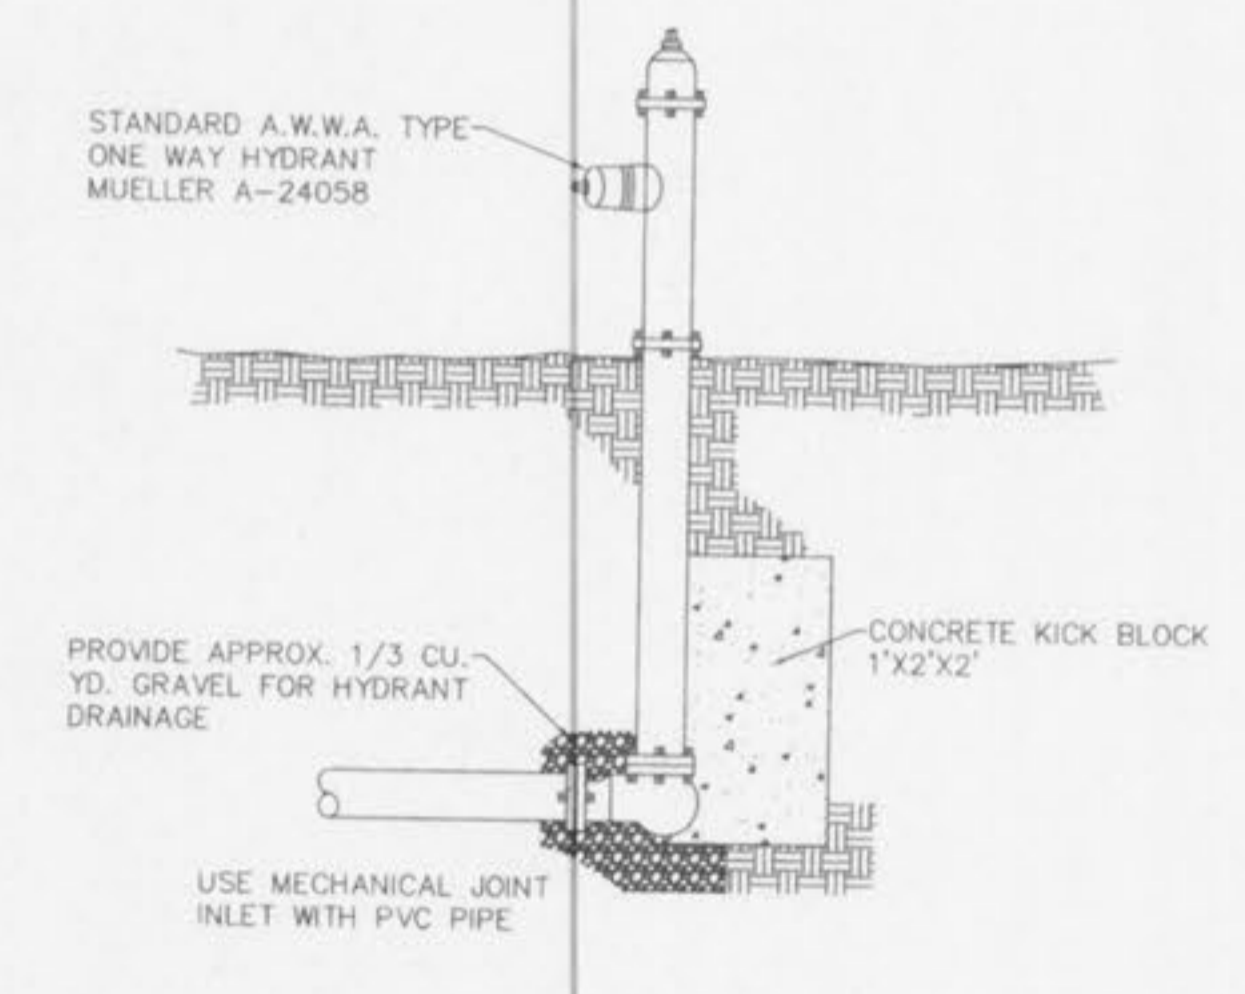 STANDARD A.W.W.A. TYPE
ONE WAY HYDRANT
MUELLER A-24058
PROVIDE APPROX. 1/3 CU.
YD. GRAVEL FOR HYDRANT
DRAINAGE
CONCRETE KICK BLOCK
1'X2'X2'
USE MECHANICAL JOINT
INLET WITH PVC PIPE